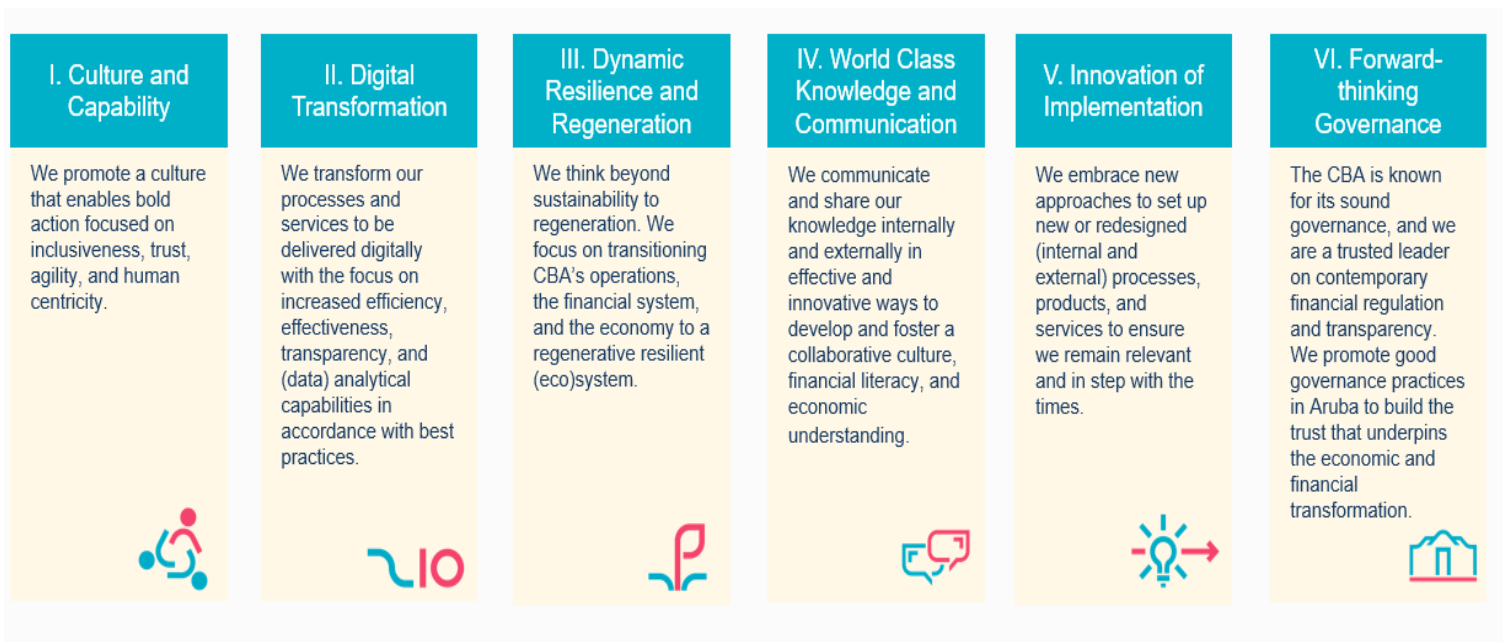 I. Culture and
Capability
We promote a culture
that enables bold
action focused on
inclusiveness, trust,
agility, and human
centricity.
II. Digital
Transformation
We transform our
processes and
services to be
delivered digitally
with the focus on
increased efficiency,
effectiveness,
transparency, and
(data) analytical
capabilities in
accordance with best
practices.
III. Dynamic
Resilience and
Regeneration
We think beyond
sustainability to
regeneration. We
focus on transitioning
CBA's operations,
the financial system,
and the economy to a
regenerative resilient
(eco)system.
IV. World Class
Knowledge and
Communication
We communicate
and share our
knowledge internally
and externally in
effective and
innovative ways to
develop and foster a
collaborative culture,
financial literacy, and
economic
understanding.
V. Innovation of
Implementation
We embrace new
approaches to set up
new or redesigned
(internal and
external) processes,
products, and
services to ensure
we remain relevant
and in step with the
times.
VI. Forward-
thinking
Governance
The CBA is known
for its sound
governance, and we
are a trusted leader
on contemporary
financial regulation
and transparency.
We promote good
governance practices
in Aruba to build the
trust that underpins
the economic and
financial
transformation.